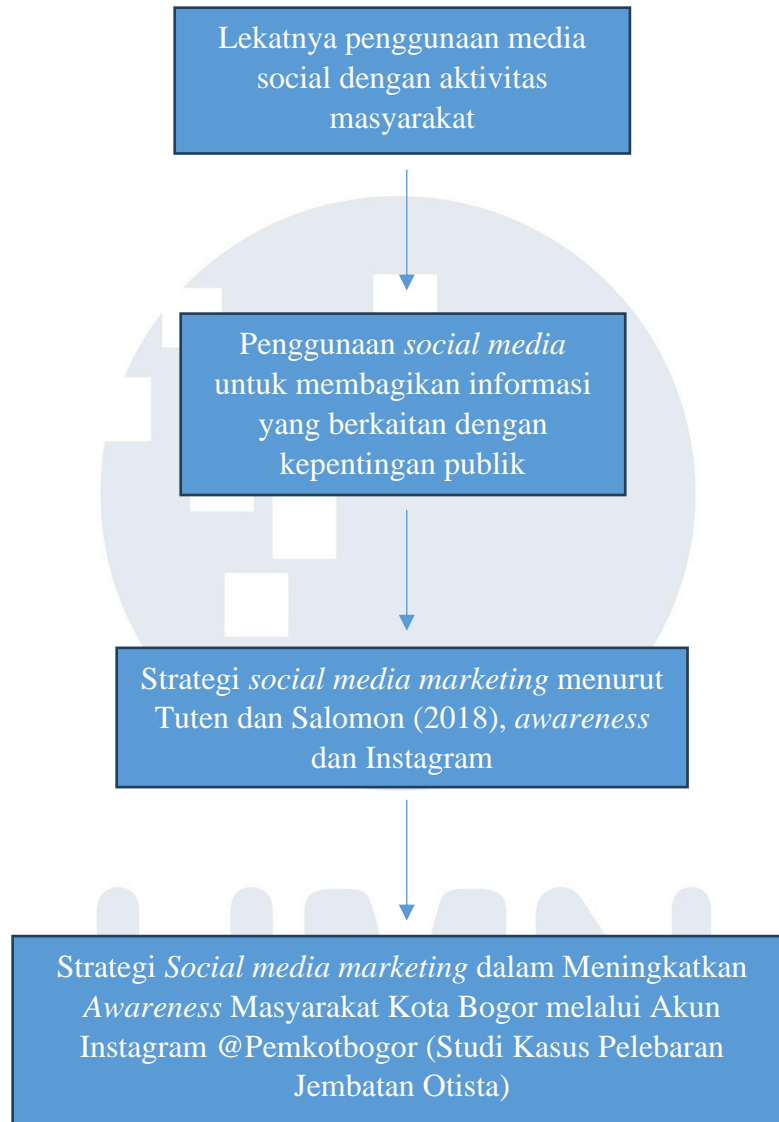 Lekatnya penggunaan media
social dengan aktivitas
masyarakat
Penggunaan social media
untuk membagikan informasi
yang berkaitan dengan
kepentingan publik
Strategi social media marketing menurut
Tuten dan Salomon (2018), awareness
dan Instagram
Strategi Social media marketing dalam Meningkatkan
Awareness Masyarakat Kota Bogor melalui Akun
Instagram @Pemkotbogor (Studi Kasus Pelebaran
Jembatan Otista)